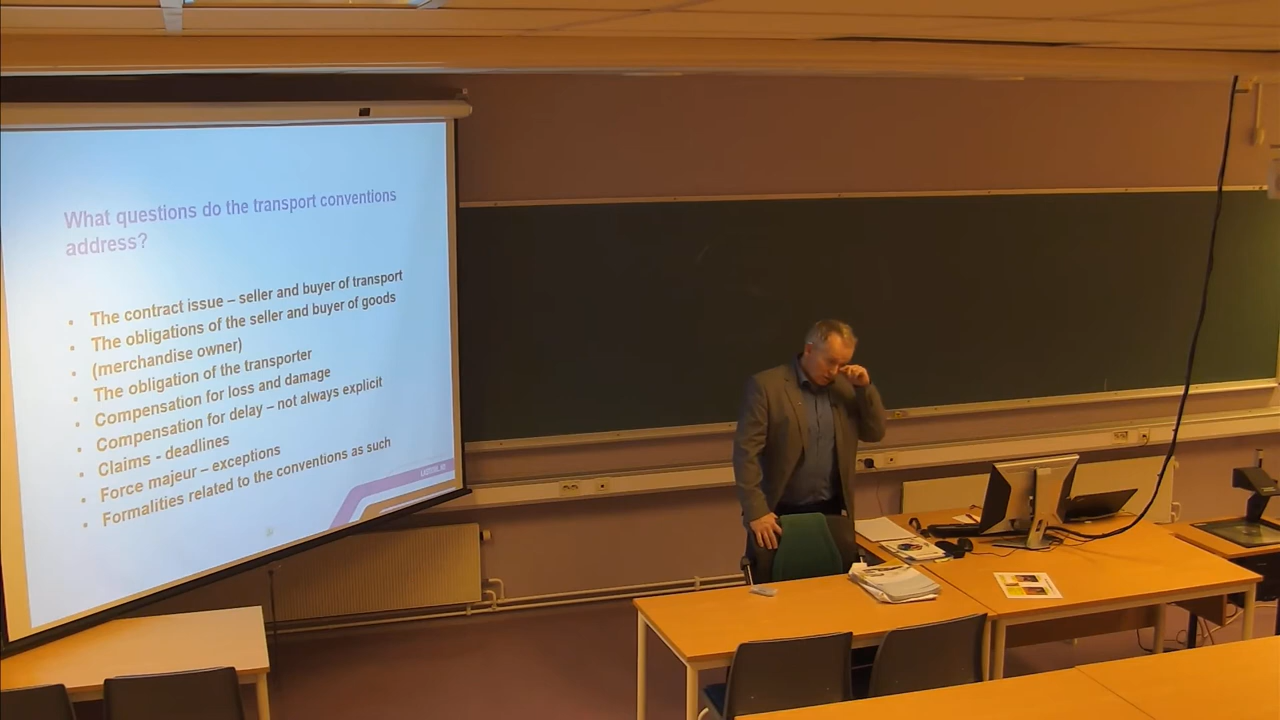 What questions do the transport conventions
address?
• The contract issue – seller and buyer of transport
• The obligations of the seller and buyer of goods
• (merchandise owner)
• The obligation of the transporter
• Compensation for loss and damage
• Compensation for delay – not always explicit
• Claims - deadlines
• Force majeur – exceptions
• Formalities related to the conventions as such